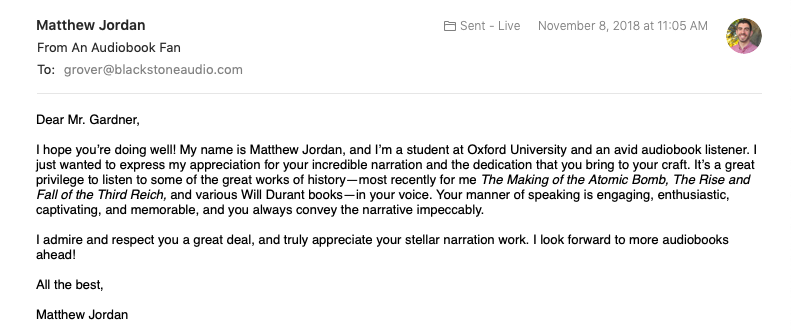 Matthew Jordan
Sent - Live November 8, 2018 at 11:05 AM
From An Audiobook Fan
To: grover@blackstoneaudio.com
Dear Mr. Gardner,
I hope you’re doing well! My name is Matthew Jordan, and I’m a student at Oxford University and an avid audiobook listener. I
just wanted to express my appreciation for your incredible narration and the dedication that you bring to your craft. It’s a great
privilege to listen to some of the great works of history—most recently for me The Making of the Atomic Bomb, The Rise and
Fall of the Third Reich, and various Will Durant books—in your voice. Your manner of speaking is engaging, enthusiastic,
captivating, and memorable, and you always convey the narrative impeccably.
I admire and respect you a great deal, and truly appreciate your stellar narration work. I look forward to more audiobooks
ahead!
All the best,
Matthew Jordan